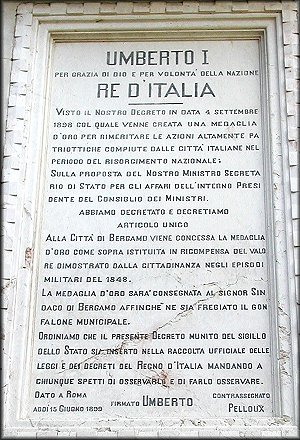 UMBERTO I
PER GRAZIA DI DIO E PER VOLONTÀ DELLA NAZIONE
RE D'ITALIA
VISTO IL NOSTRO DECRETO IN DATA 4 SETTEMBRE
1898 COL QUALE VENNE CREATA UNA MEDAGLIA
D'ORO PER RIMERITARE LE AZIONI ALTAMENTE PA
TRIOTTICHE COMPIUTE DALLE CITTÀ ITALIANE NEL
PERIODO DEL RISORGIMENTO NAZIONALE;
SULLA PROPOSTA DEL NOSTRO MINISTRO SEGRETA
RIO DI STATO PER GLI AFFARI DELL'INTERNO PRESI
DENTE DEL CONSIGLIO DEI MINISTRI.
ABBIAMO DECRETATO E DECRETIAMO
ARTICOLO UNICO
ALLA CITTÀ DI BERGAMO VIENE CONCESSA LA MEDAGLIA
D'ORO COME SOPRA ISTITUITA IN RICOMPENSA DEL VALO
RE DIMOSTRATO DALLA CITTADINANZA NEGLI EPISODI
MILITARI DEL 1848.
LA MEDAGLIA D'ORO SARA' CONSEGNATA AL SIGNOR SIN
DACO DI BERGAMO AFFINCHE' NE SIA FREGIATO IL GON
FALONE MUNICIPALE.
ORDINIAMO CHE IL PRESENTE DECRETO MUNITO DEL SIGILLO
DELLO STATO SIA INSERTO NELLA RACCOLTA UFFICIALE DELLE
LEGGI E DEI DECRETI DEL REGNO D'ITALIA MANDANDO A
CHIUNQUE SPETTI DI OSSERVARLO E DI FARLO OSSERVARE.
DATO A ROMA
ADDI 15 GIUGNO 1899
FIRMATO UMBERTO
CONTRASSEGNATO
PELLOUX